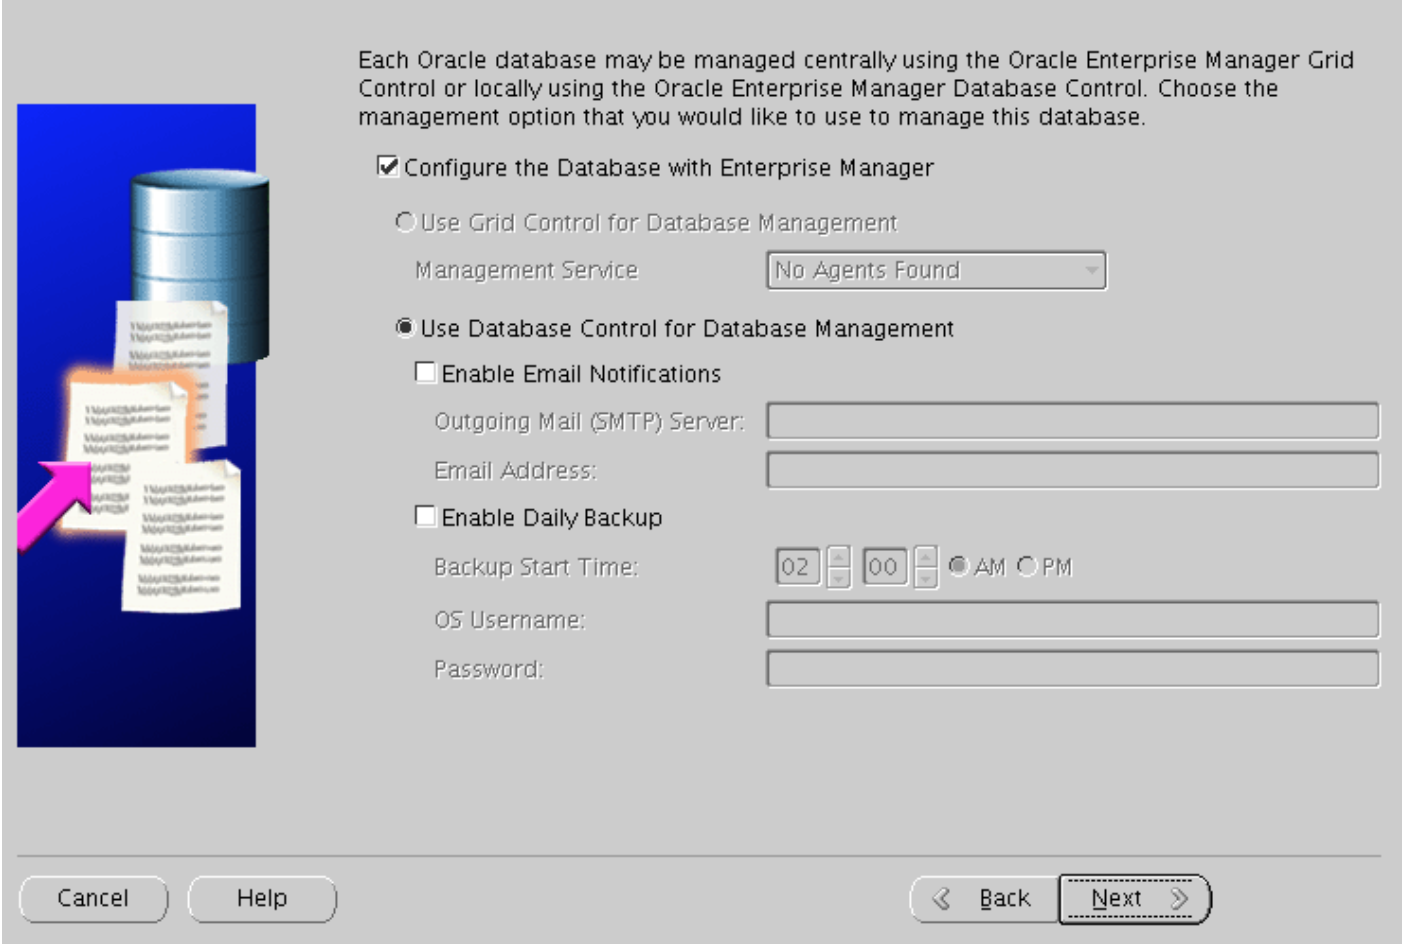 Each Oracle database may be managed centrally using the Oracle Enterprise Manager Grid
Control or locally using the Oracle Enterprise Manager Database Control. Choose the
management option that you would like to use to manage this database.
Configure the Database with Enterprise Manager
Use Grid Control for Database Management
Management Service No Agents Found
Use Database Control for Database Management
Enable Email Notifications
Outgoing Mail (SMTP) Server:
Email Address:
Enable Daily Backup
Backup Start Time: 02 00 AM PM
OS Username:
Password:
Cancel Help Back Next